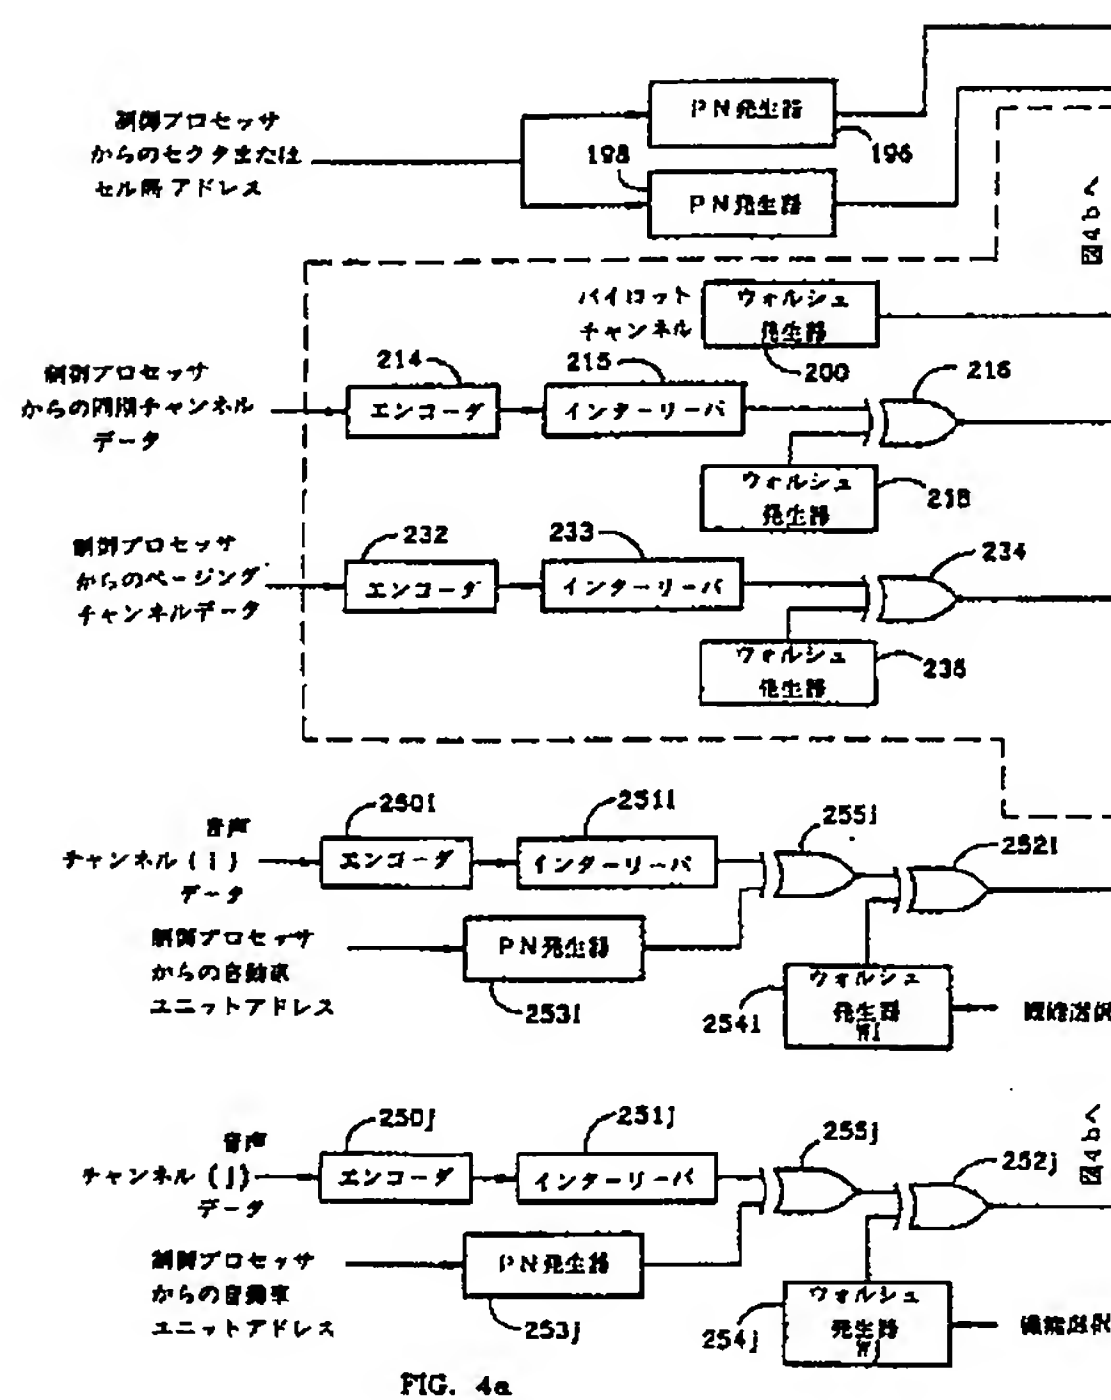 制御プロセッサ
からのセクタまたは
セル用アドレス
PN発生器
196
198
PN発生器
図4bへ
パイロット
チャンネル
ウォルシュ
発生器
200
制御プロセッサ
からの同期チャンネル
データ
214
エンコーダ
215
インターリーバ
216
ウォルシュ
発生器
218
制御プロセッサ
からのページング
チャンネルデータ
232
エンコーダ
233
インターリーバ
234
ウォルシュ
発生器
236
音声
チャンネル(i)
データ
250i
エンコーダ
251i
インターリーバ
255i
252i
制御プロセッサ
からの自動車
ユニットアドレス
PN発生器
253i
254i
ウォルシュ
発生器
Wi
機能選択
音声
チャンネル(j)
データ
250j
エンコーダ
251j
インターリーバ
255j
252j
図4bへ
制御プロセッサ
からの自動車
ユニットアドレス
PN発生器
253j
254j
ウォルシュ
発生器
Wj
機能選択
FIG. 4a